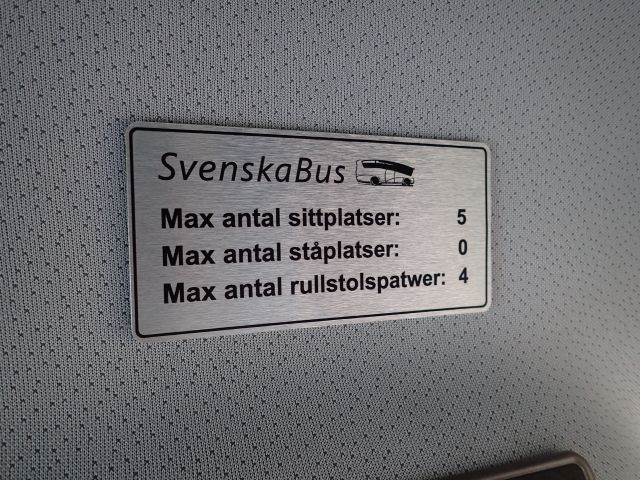 SvenskaBus
Max antal sittplatser: 5
Max antal ståplatser: 0
Max antal rullstolspatwer: 4